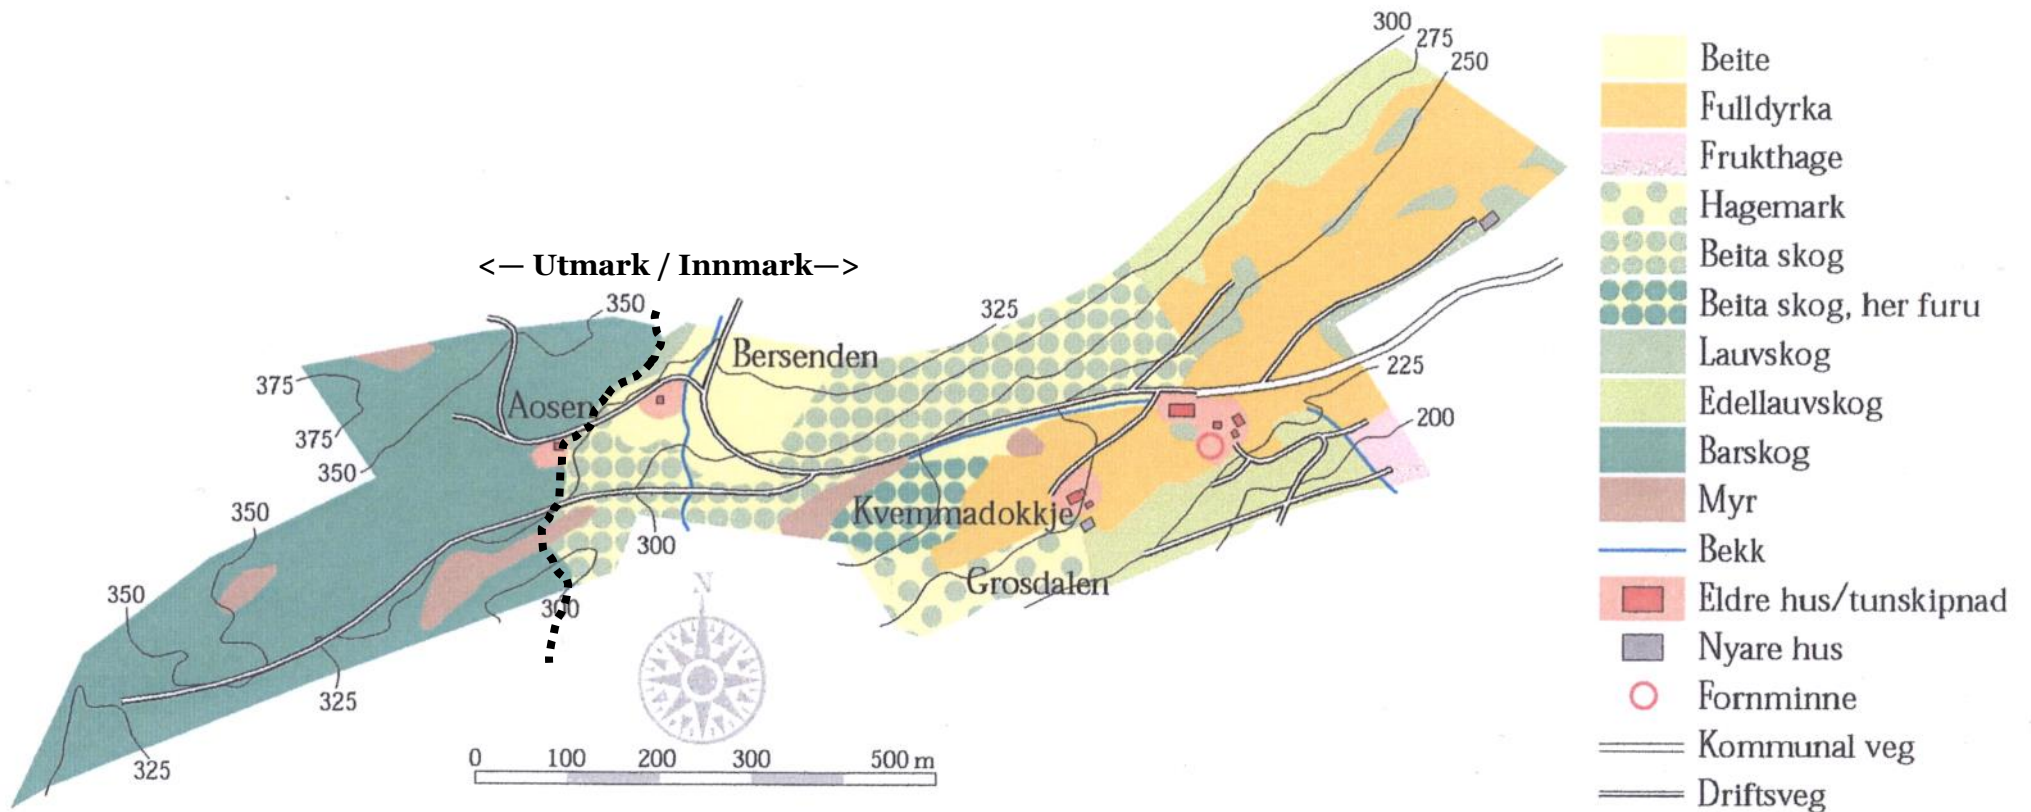 300
275
250
<— Utmark / Innmark—>
350
325
Bersenden
375
Aosen
225
200
375
350
350
Kvemmadokkje
300
Grosdalen
350
300
N
325
325
0 100 200 300 500 m
Beite
Fulldyrka
Frukthage
Hagemark
Beita skog
Beita skog, her furu
Lauvskog
Edellauvskog
Barskog
Myr
Bekk
Eldre hus/tunskipnad
Nyare hus
Fornminne
Kommunal veg
Driftsveg